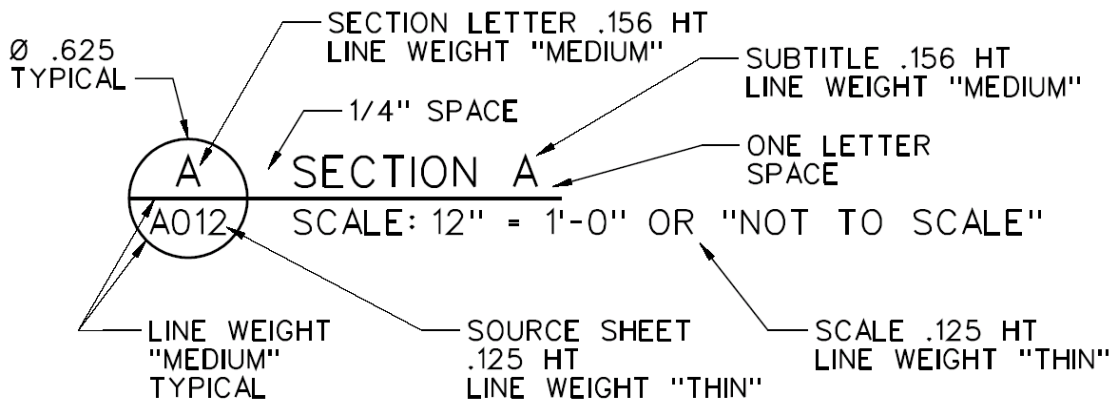 SECTION LETTER .156 HT
LINE WEIGHT "MEDIUM"
Ø .625
TYPICAL
SUBTITLE .156 HT
LINE WEIGHT "MEDIUM"
1/4" SPACE
ONE LETTER
SPACE
A SECTION A
A012 SCALE: 12" = 1'-0" OR "NOT TO SCALE"
LINE WEIGHT
"MEDIUM"
TYPICAL
SOURCE SHEET
.125 HT
LINE WEIGHT "THIN"
SCALE .125 HT
LINE WEIGHT "THIN"